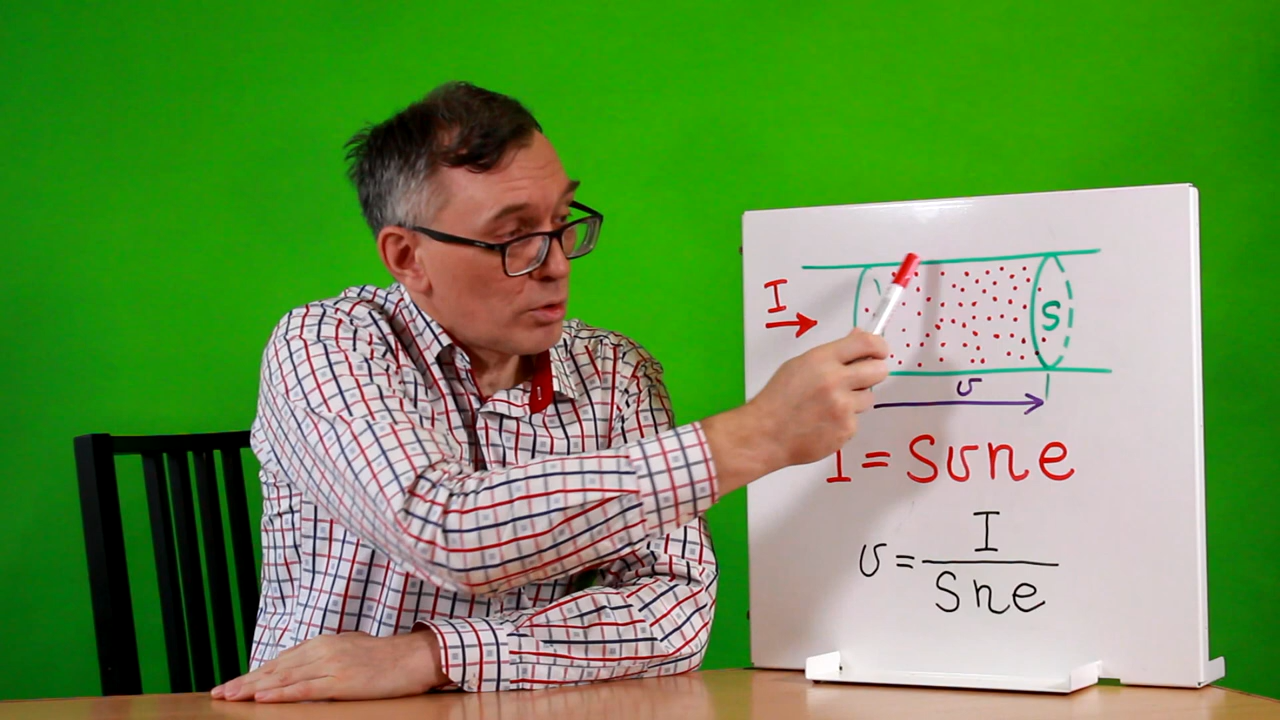 I
S
υ
I = Sυne
υ = I / Sne